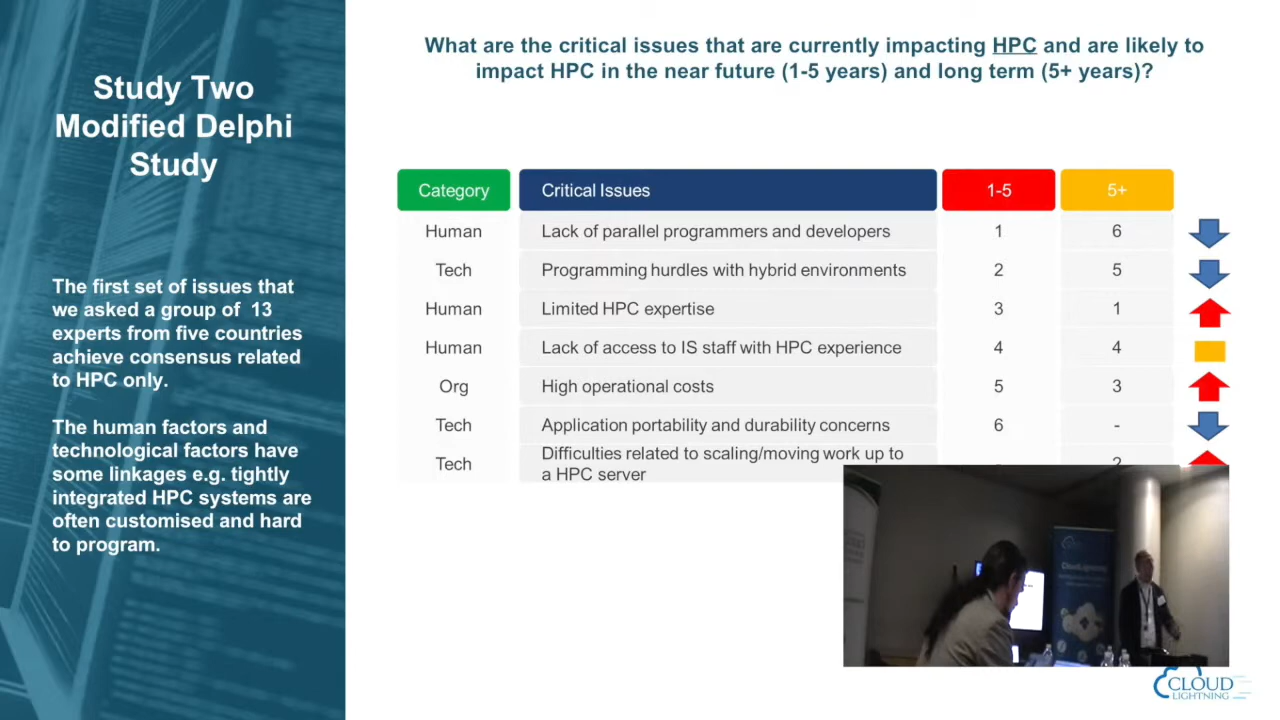 Study Two
Modified Delphi
Study
The first set of issues that
we asked a group of 13
experts from five countries
achieve consensus related
to HPC only.
The human factors and
technological factors have
some linkages e.g. tightly
integrated HPC systems are
often customised and hard
to program.
What are the critical issues that are currently impacting HPC and are likely to
impact HPC in the near future (1-5 years) and long term (5+ years)?
Category Critical Issues 1-5 5+
Human Lack of parallel programmers and developers 1 6
Tech Programming hurdles with hybrid environments 2 5
Human Limited HPC expertise 3 1
Human Lack of access to IS staff with HPC experience 4 4
Org High operational costs 5 3
Tech Application portability and durability concerns 6 -
Tech Difficulties related to scaling/moving work up to
a HPC server - 2
CLOUD
LIGHTNING